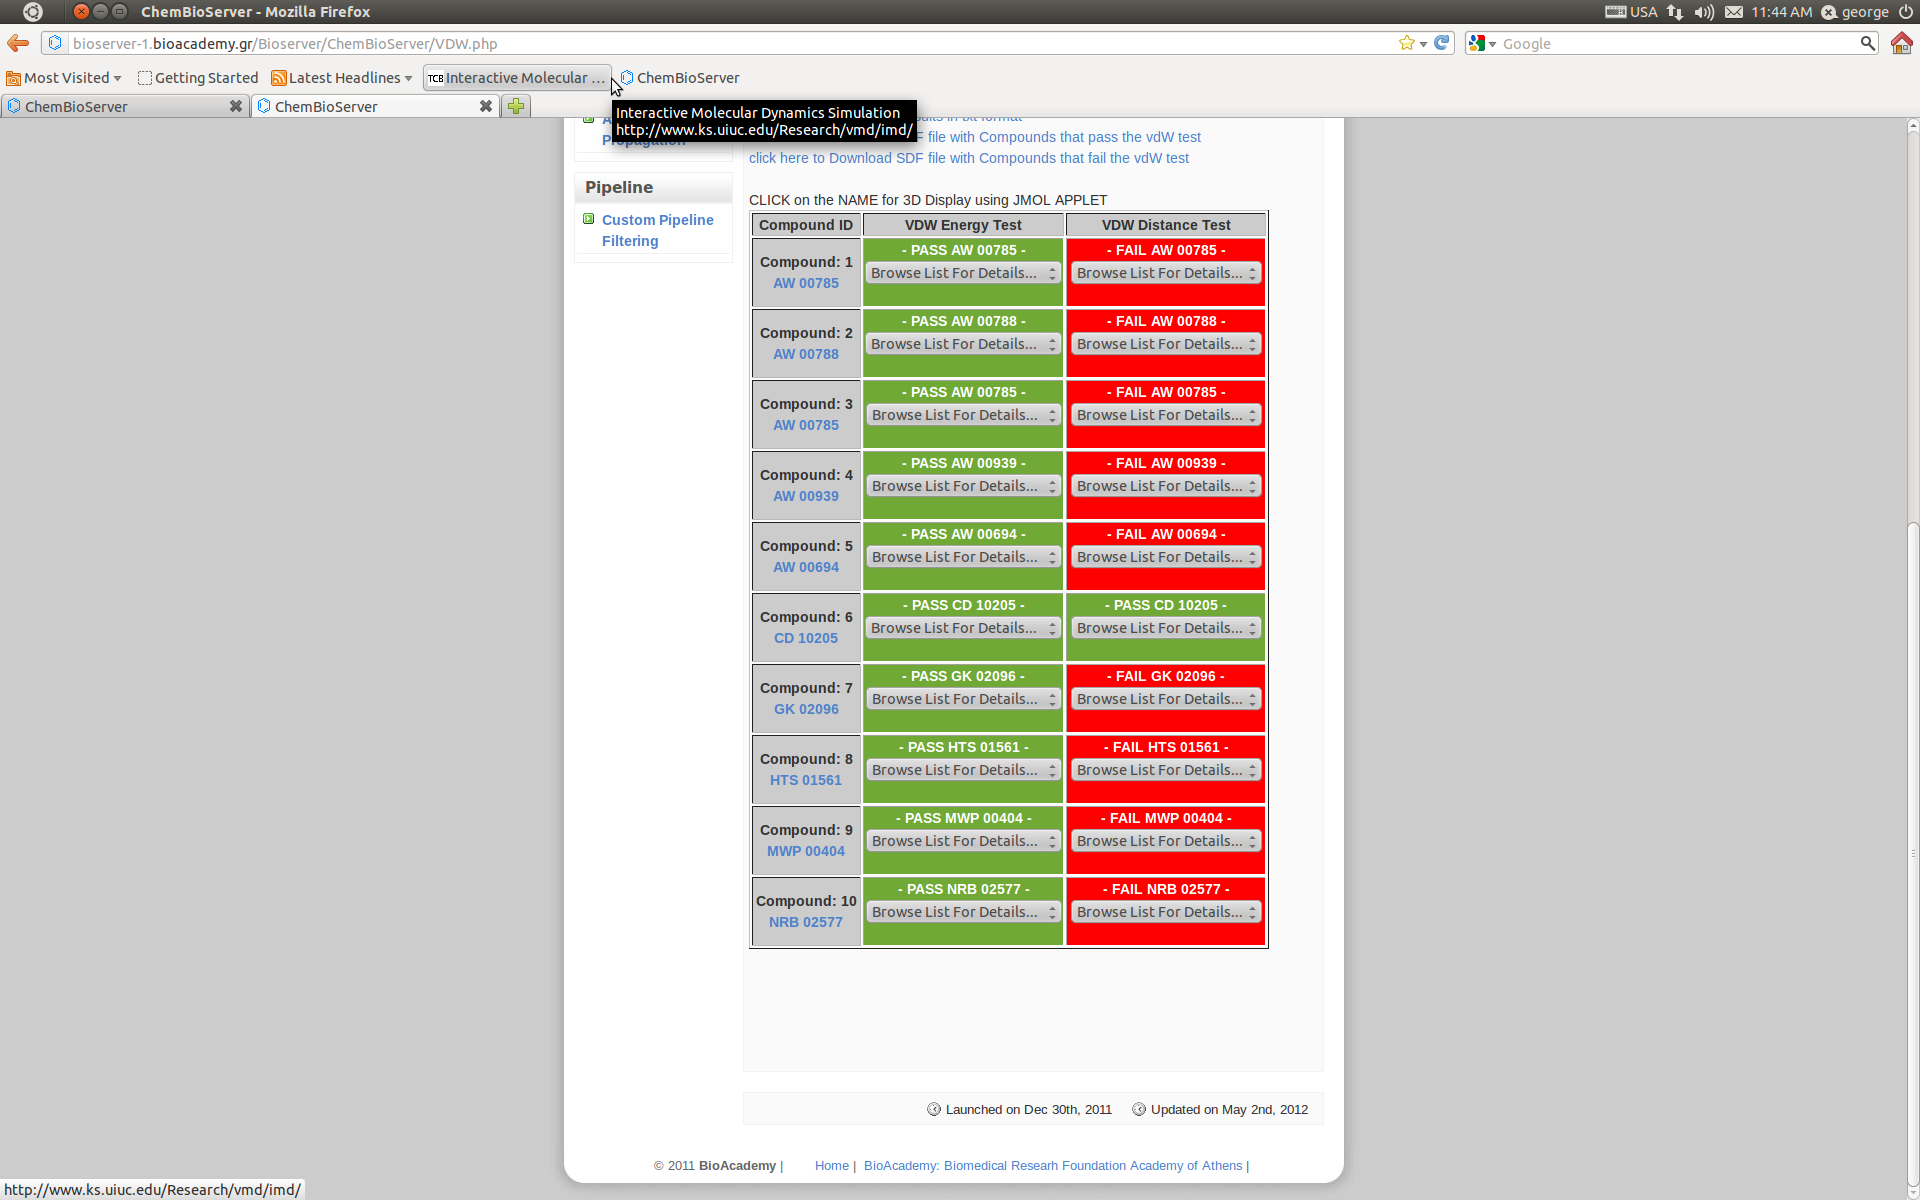 ChemBioServer - Mozilla Firefox
USA
11:44 AM
george
bioserver-1.bioacademy.gr/Bioserver/ChemBioServer/VDW.php
Google
Most Visited
Getting Started
Latest Headlines
TCB Interactive Molecular ...
ChemBioServer
ChemBioServer
ChemBioServer
Interactive Molecular Dynamics Simulation
http://www.ks.uiuc.edu/Research/vmd/imd/
Propagation
Pipeline
Custom Pipeline
Filtering
in txt format
file with Compounds that pass the vdW test
click here to Download SDF file with Compounds that fail the vdW test
CLICK on the NAME for 3D Display using JMOL APPLET
Compound ID VDW Energy Test VDW Distance Test
Compound: 1
AW 00785
- PASS AW 00785 -
Browse List For Details...
- FAIL AW 00785 -
Browse List For Details...
Compound: 2
AW 00788
- PASS AW 00788 -
Browse List For Details...
- FAIL AW 00788 -
Browse List For Details...
Compound: 3
AW 00785
- PASS AW 00785 -
Browse List For Details...
- FAIL AW 00785 -
Browse List For Details...
Compound: 4
AW 00939
- PASS AW 00939 -
Browse List For Details...
- FAIL AW 00939 -
Browse List For Details...
Compound: 5
AW 00694
- PASS AW 00694 -
Browse List For Details...
- FAIL AW 00694 -
Browse List For Details...
Compound: 6
CD 10205
- PASS CD 10205 -
Browse List For Details...
- PASS CD 10205 -
Browse List For Details...
Compound: 7
GK 02096
- PASS GK 02096 -
Browse List For Details...
- FAIL GK 02096 -
Browse List For Details...
Compound: 8
HTS 01561
- PASS HTS 01561 -
Browse List For Details...
- FAIL HTS 01561 -
Browse List For Details...
Compound: 9
MWP 00404
- PASS MWP 00404 -
Browse List For Details...
- FAIL MWP 00404 -
Browse List For Details...
Compound: 10
NRB 02577
- PASS NRB 02577 -
Browse List For Details...
- FAIL NRB 02577 -
Browse List For Details...
Launched on Dec 30th, 2011
Updated on May 2nd, 2012
© 2011 BioAcademy |
Home | BioAcademy: Biomedical Researh Foundation Academy of Athens |
http://www.ks.uiuc.edu/Research/vmd/imd/